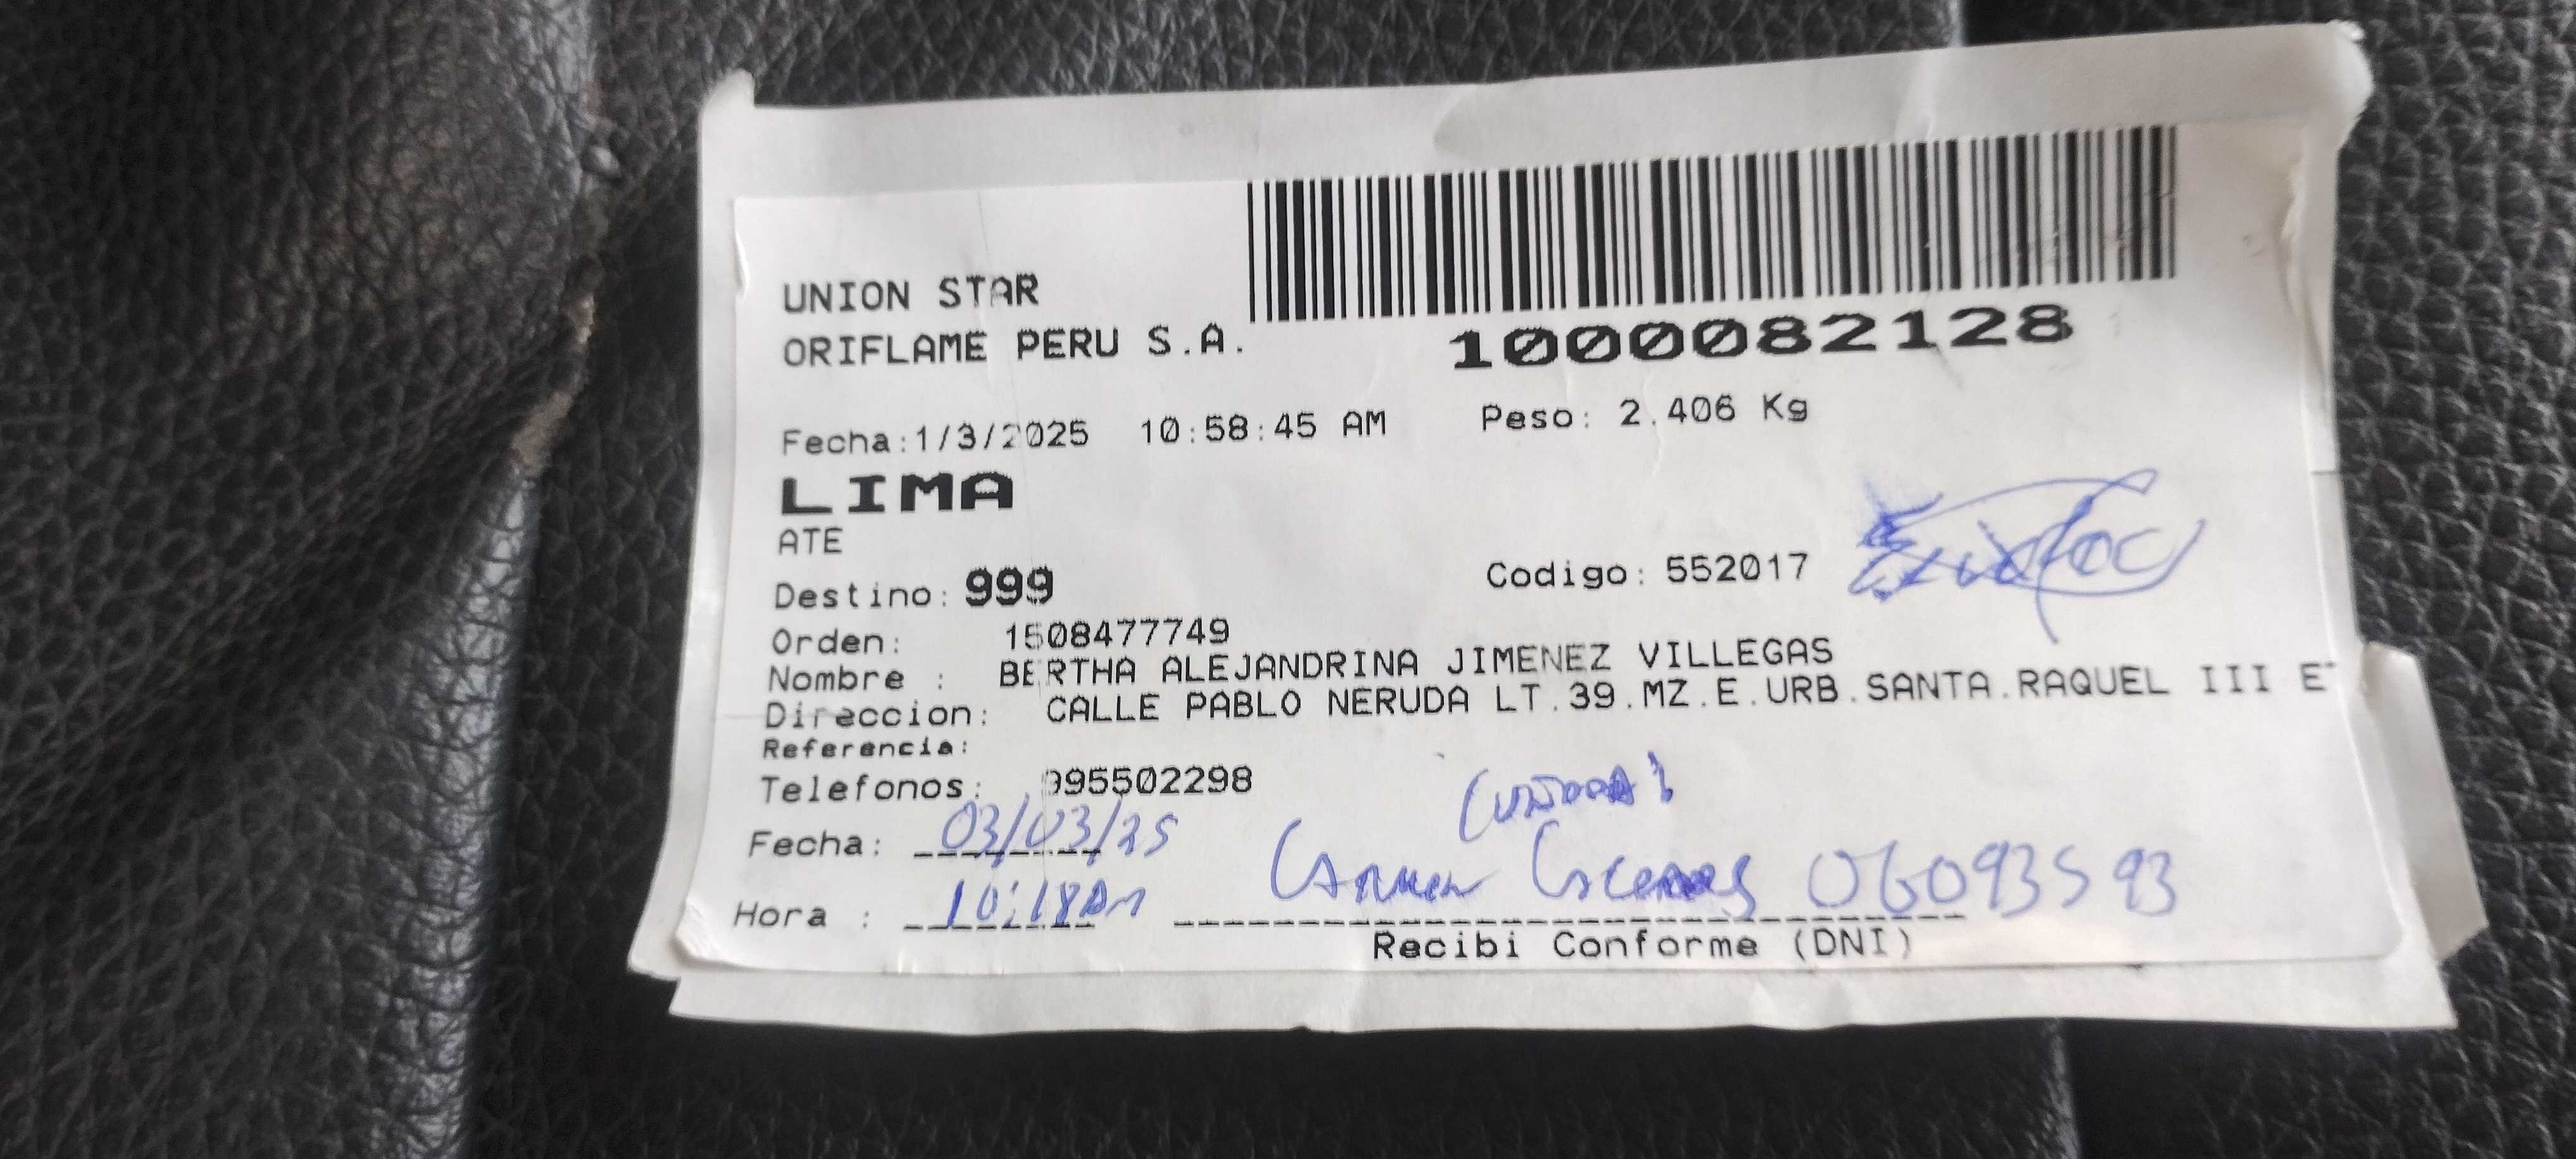 UNION STAR
ORIFLAME PERU S.A.
1000082128
Fecha:1/3/2025 10:58:45 AM Peso: 2.406 Kg
LIMA
ATE
Destino: 999 Codigo: 552017
Orden: 1508477749
Nombre : BERTHA ALEJANDRINA JIMENEZ VILLEGAS
Direccion: CALLE PABLO NERUDA LT.39.MZ.E.URB.SANTA.RAQUEL III E
Referencia:
Telefonos: 995502298
Fecha: 03/03/25
Hora : 10:18AM Carmen 06093593
Recibi Conforme (DNI)